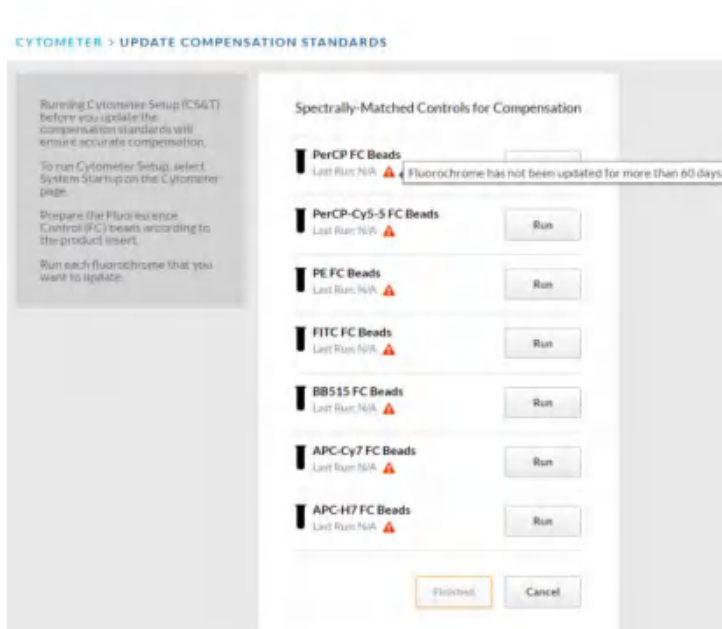 CYTOMETER > UPDATE COMPENSATION STANDARDS
Running Cytometer Setup (CS&T)
before you update the
compensation standards will
ensure accurate compensation.
To run Cytometer Setup, select
System Startup on the Cytometer
page.
Prepare the Fluorescence
Control (FC) beads according to
the product insert.
Run each fluorochrome that you
want to update.
Spectrally-Matched Controls for Compensation
PerCP FC Beads
Last Run: N/A
Fluorochrome has not been updated for more than 60 days
PerCP-Cy5-5 FC Beads
Last Run: N/A
Run
PE FC Beads
Last Run: N/A
Run
FITC FC Beads
Last Run: N/A
Run
BB515 FC Beads
Last Run: N/A
Run
APC-Cy7 FC Beads
Last Run: N/A
Run
APC-H7 FC Beads
Last Run: N/A
Run
Finished
Cancel